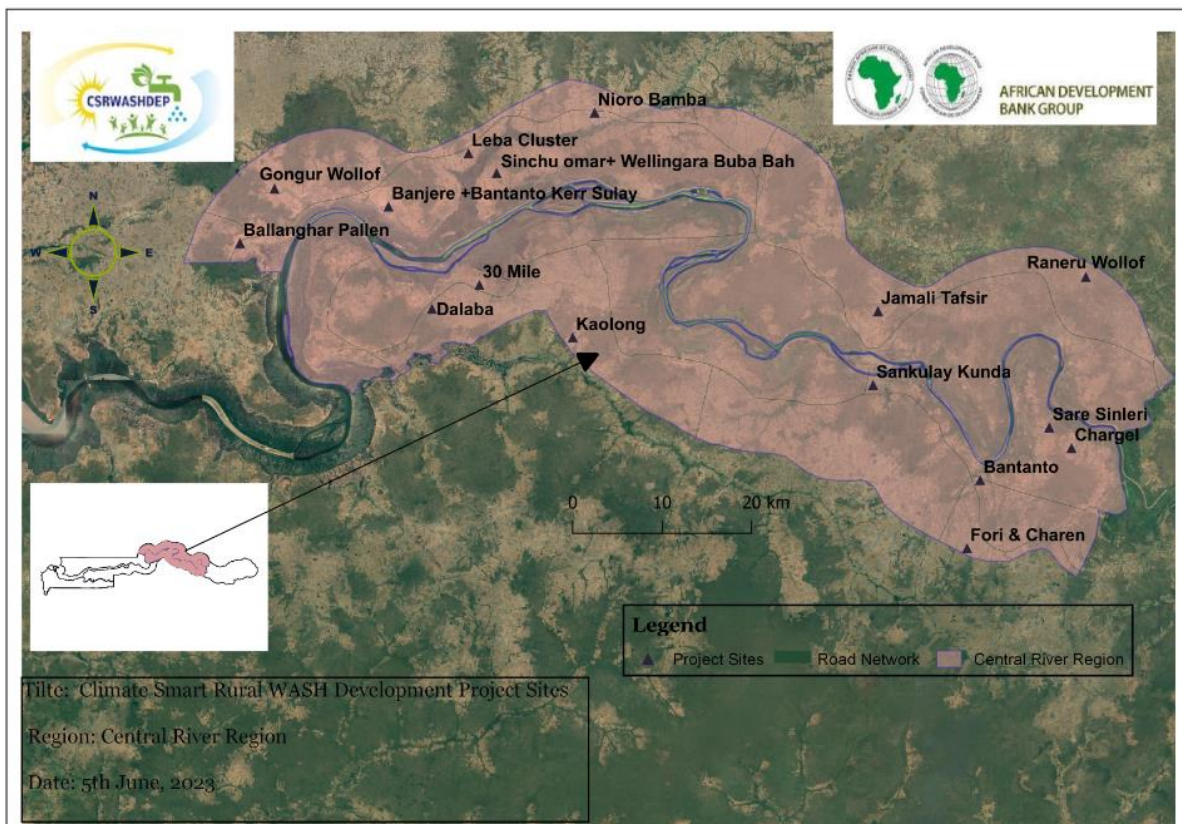 CSRWASHDEP
AFRICAN DEVELOPMENT
BANK GROUP
Nioro Bamba
Leba Cluster
Sinchu omar+ Wellingara Buba Bah
Gongur Wollof
Banjere +Bantanto Kerr Sulay
N
W
E
S
Ballanghar Pallen
30 Mile
Raneru Wollof
Dalaba
Jamali Tafsir
Kaolong
Sankulay Kunda
Sare Sinleri
Chargel
Bantanto
0 10 20 km
Fori & Charen
Legend
Project Sites
Road Network
Central River Region
Tilte: Climate Smart Rural WASH Development Project Sites
Region: Central River Region
Date: 5th June, 2023